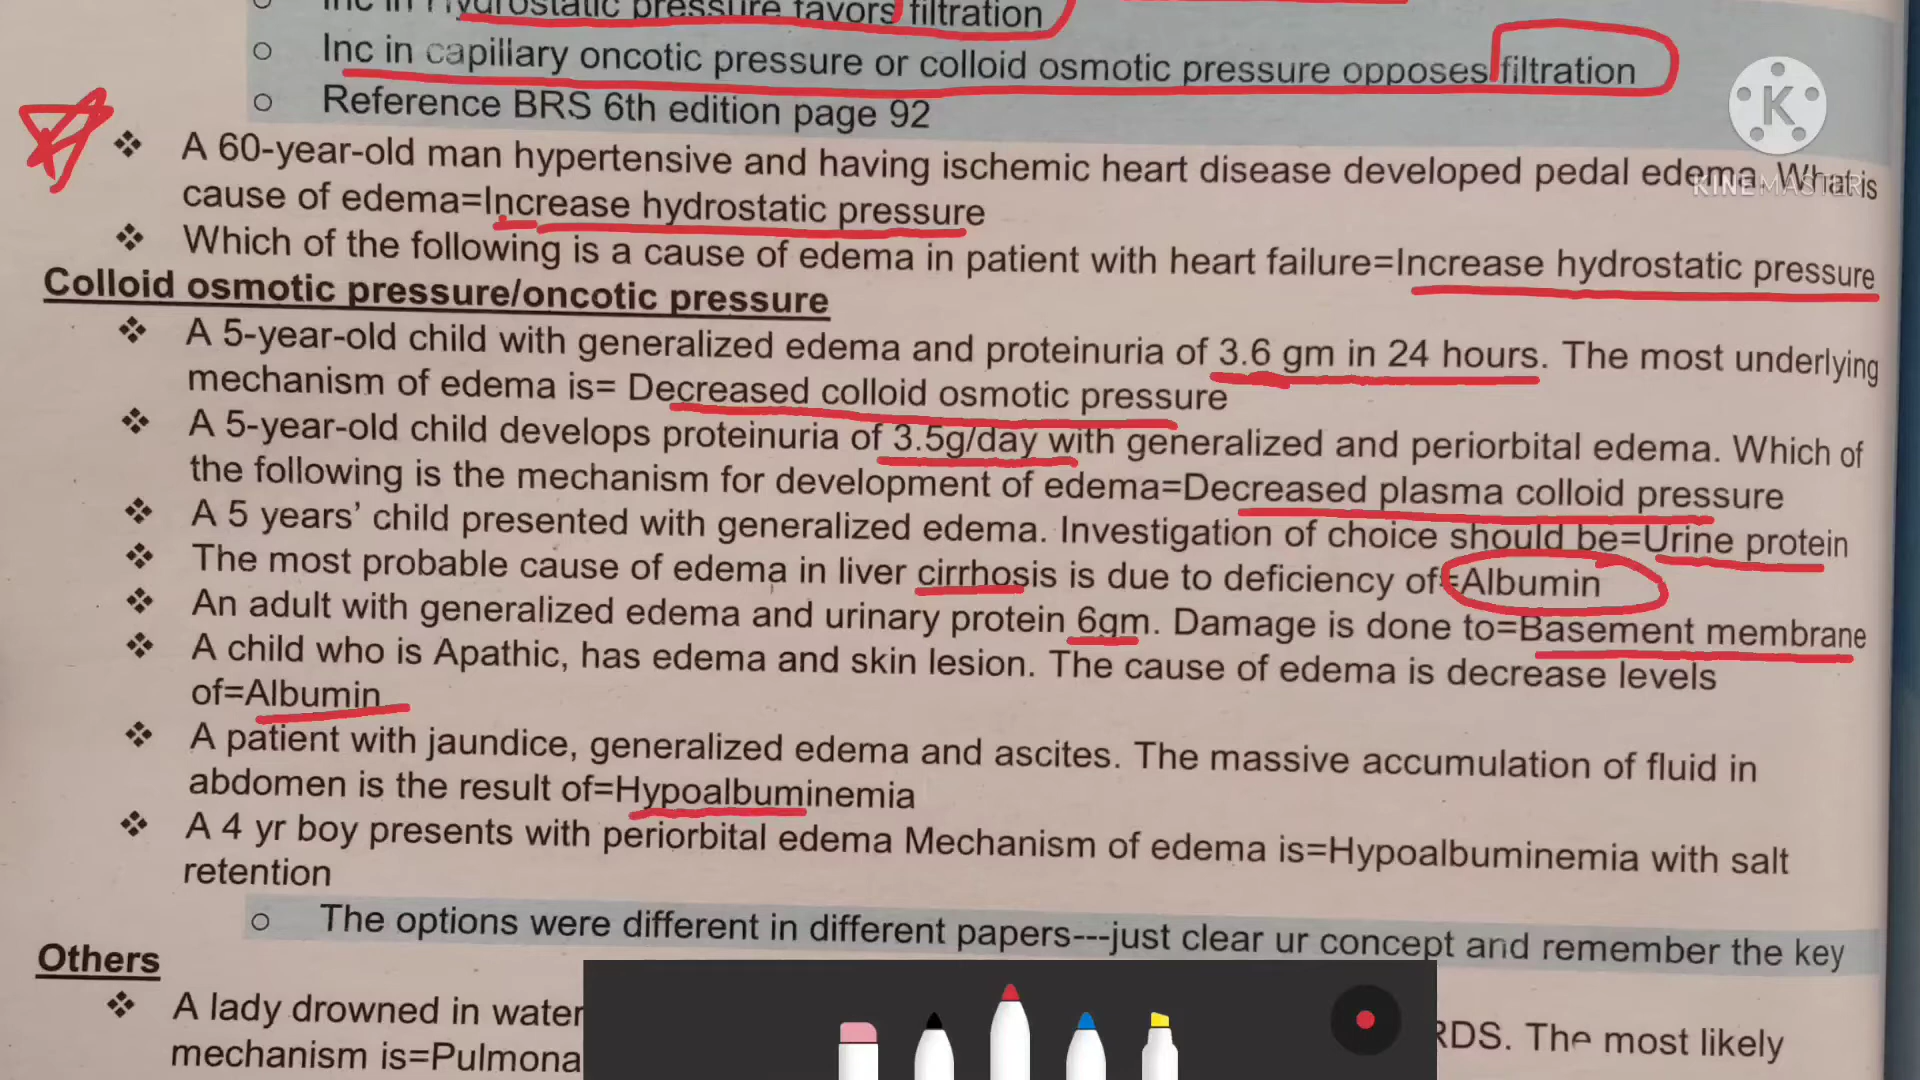 Inc in Hydrostatic pressure favors filtration
Inc in capillary oncotic pressure or colloid osmotic pressure opposes filtration
Reference BRS 6th edition page 92
A 60-year-old man hypertensive and having ischemic heart disease developed pedal edema. What is
cause of edema=Increase hydrostatic pressure
Which of the following is a cause of edema in patient with heart failure=Increase hydrostatic pressure
Colloid osmotic pressure/oncotic pressure
A 5-year-old child with generalized edema and proteinuria of 3.6 gm in 24 hours. The most underlying
mechanism of edema is= Decreased colloid osmotic pressure
A 5-year-old child develops proteinuria of 3.5g/day with generalized and periorbital edema. Which of
the following is the mechanism for development of edema=Decreased plasma colloid pressure
A 5 years’ child presented with generalized edema. Investigation of choice should be=Urine protein
The most probable cause of edema in liver cirrhosis is due to deficiency of=Albumin
An adult with generalized edema and urinary protein 6gm. Damage is done to=Basement membrane
A child who is Apathic, has edema and skin lesion. The cause of edema is decrease levels
of=Albumin
A patient with jaundice, generalized edema and ascites. The massive accumulation of fluid in
abdomen is the result of=Hypoalbuminemia
A 4 yr boy presents with periorbital edema Mechanism of edema is=Hypoalbuminemia with salt
retention
The options were different in different papers---just clear ur concept and remember the key
Others
A lady drowned in water RDS. The most likely
mechanism is=Pulmona
K
KINEMASTER